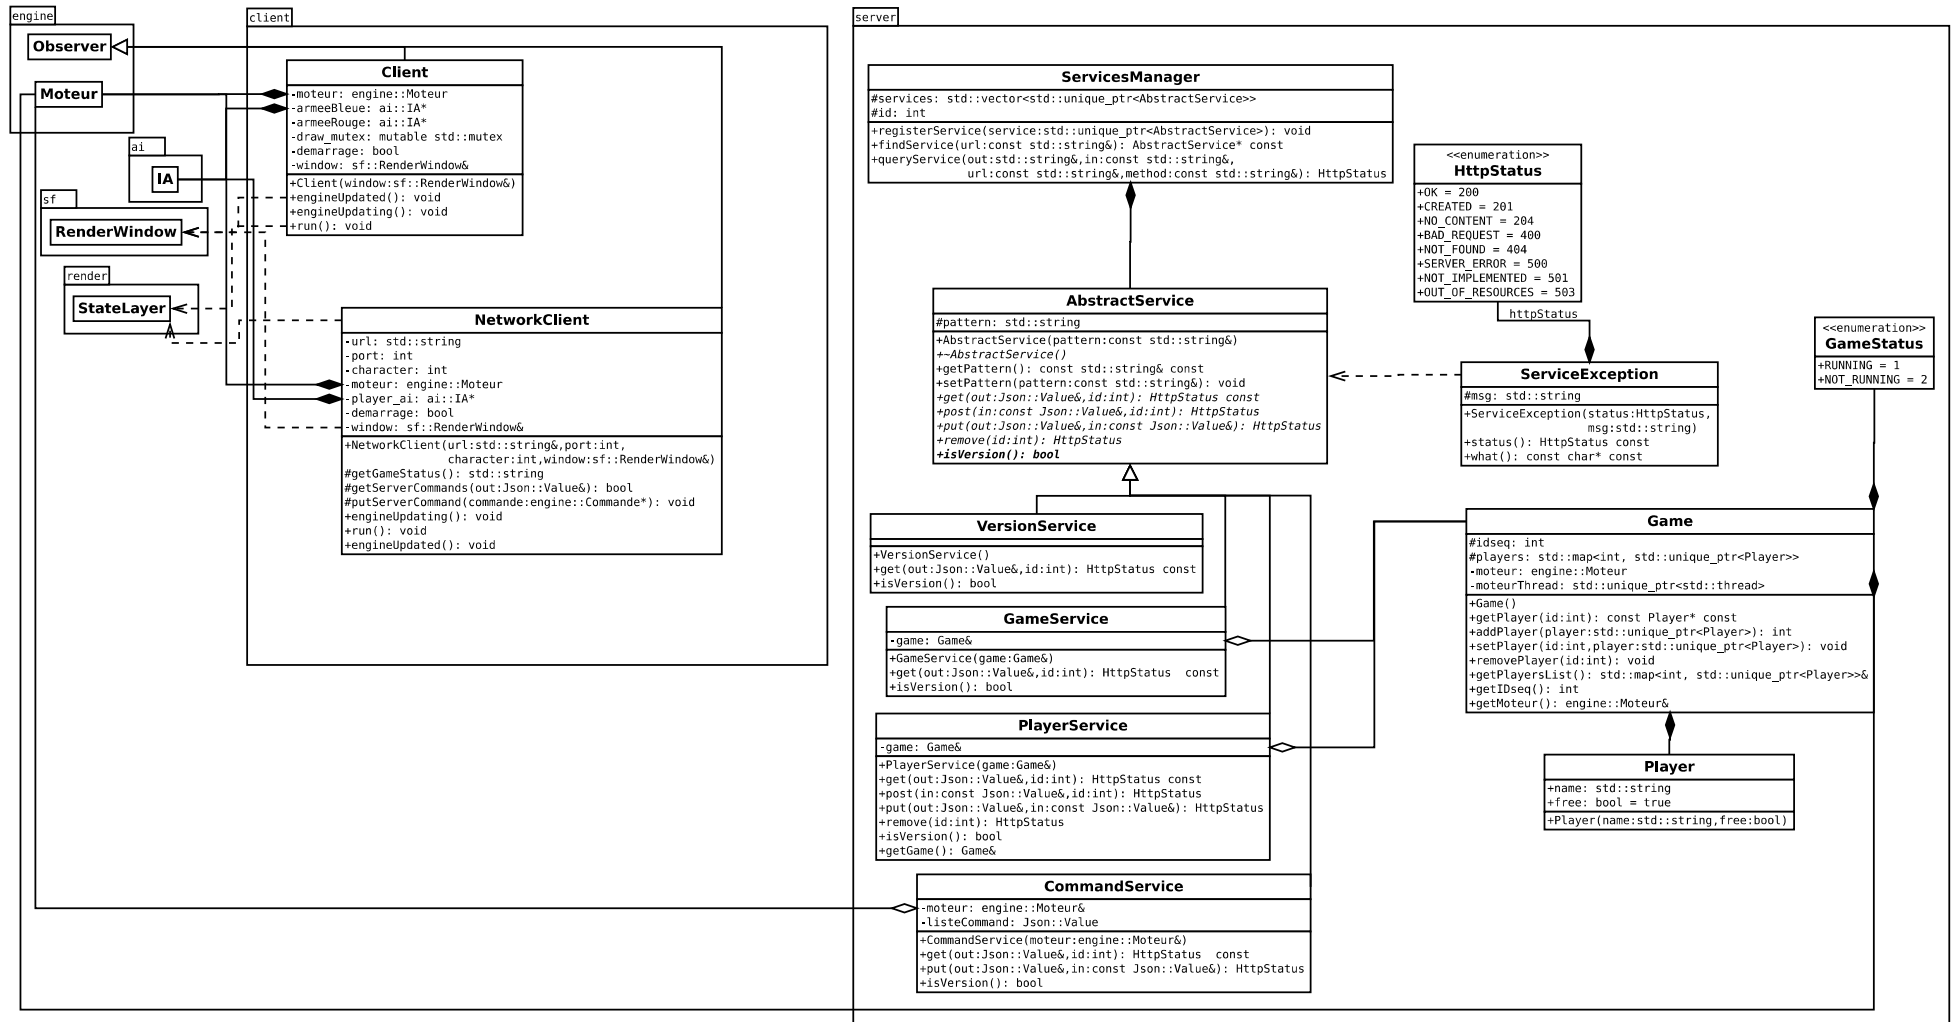 engine
Observer
Moteur
ai
IA
sf
RenderWindow
render
StateLayer
client
Client
-moteur: engine::Moteur
-armeeBleue: ai::IA*
-armeeRouge: ai::IA*
-draw_mutex: mutable std::mutex
-demarrage: bool
-window: sf::RenderWindow&
+Client(window:sf::RenderWindow&)
+engineUpdated(): void
+engineUpdating(): void
+run(): void
NetworkClient
-url: std::string
-port: int
-character: int
-moteur: engine::Moteur
-player_ai: ai::IA*
-demarrage: bool
-window: sf::RenderWindow&
+NetworkClient(url:std::string&,port:int,
character:int,window:sf::RenderWindow&)
#getGameStatus(): std::string
#getServerCommands(out:Json::Value&): bool
#putServerCommand(commande:engine::Commande*): void
+engineUpdating(): void
+run(): void
+engineUpdated(): void
server
ServicesManager
#services: std::vector<std::unique_ptr<AbstractService>>
#id: int
+registerService(service:std::unique_ptr<AbstractService>): void
+findService(url:const std::string&): AbstractService* const
+queryService(out:std::string&,in:const std::string&,
url:const std::string&,method:const std::string&): HttpStatus
AbstractService
#pattern: std::string
+AbstractService(pattern:const std::string&)
+~AbstractService()
+getPattern(): const std::string& const
+setPattern(pattern:const std::string&): void
+get(out:Json::Value&,id:int): HttpStatus const
+post(in:const Json::Value&,id:int): HttpStatus
+put(out:Json::Value&,in:const Json::Value&): HttpStatus
+remove(id:int): HttpStatus
+isVersion(): bool
VersionService
+VersionService()
+get(out:Json::Value&,id:int): HttpStatus const
+isVersion(): bool
GameService
-game: Game&
+GameService(game:Game&)
+get(out:Json::Value&,id:int): HttpStatus  const
+isVersion(): bool
PlayerService
-game: Game&
+PlayerService(game:Game&)
+get(out:Json::Value&,id:int): HttpStatus const
+post(in:const Json::Value&,id:int): HttpStatus
+put(out:Json::Value&,in:const Json::Value&): HttpStatus
+remove(id:int): HttpStatus
+isVersion(): bool
+getGame(): Game&
CommandService
-moteur: engine::Moteur&
-listeCommand: Json::Value
+CommandService(moteur:engine::Moteur&)
+get(out:Json::Value&,id:int): HttpStatus  const
+put(out:Json::Value&,in:const Json::Value&): HttpStatus
+isVersion(): bool
<<enumeration>>
HttpStatus
+OK = 200
+CREATED = 201
+NO_CONTENT = 204
+BAD_REQUEST = 400
+NOT_FOUND = 404
+SERVER_ERROR = 500
+NOT_IMPLEMENTED = 501
+OUT_OF_RESOURCES = 503
httpStatus
ServiceException
#msg: std::string
+ServiceException(status:HttpStatus,
msg:std::string)
+status(): HttpStatus const
+what(): const char* const
<<enumeration>>
GameStatus
+RUNNING = 1
+NOT_RUNNING = 2
Game
#idseq: int
#players: std::map<int, std::unique_ptr<Player>>
-moteur: engine::Moteur
-moteurThread: std::unique_ptr<std::thread>
+Game()
+getPlayer(id:int): const Player* const
+addPlayer(player:std::unique_ptr<Player>): int
+setPlayer(id:int,player:std::unique_ptr<Player>): void
+removePlayer(id:int): void
+getPlayersList(): std::map<int, std::unique_ptr<Player>>&
+getIDseq(): int
+getMoteur(): engine::Moteur&
Player
+name: std::string
+free: bool = true
+Player(name:std::string,free:bool)